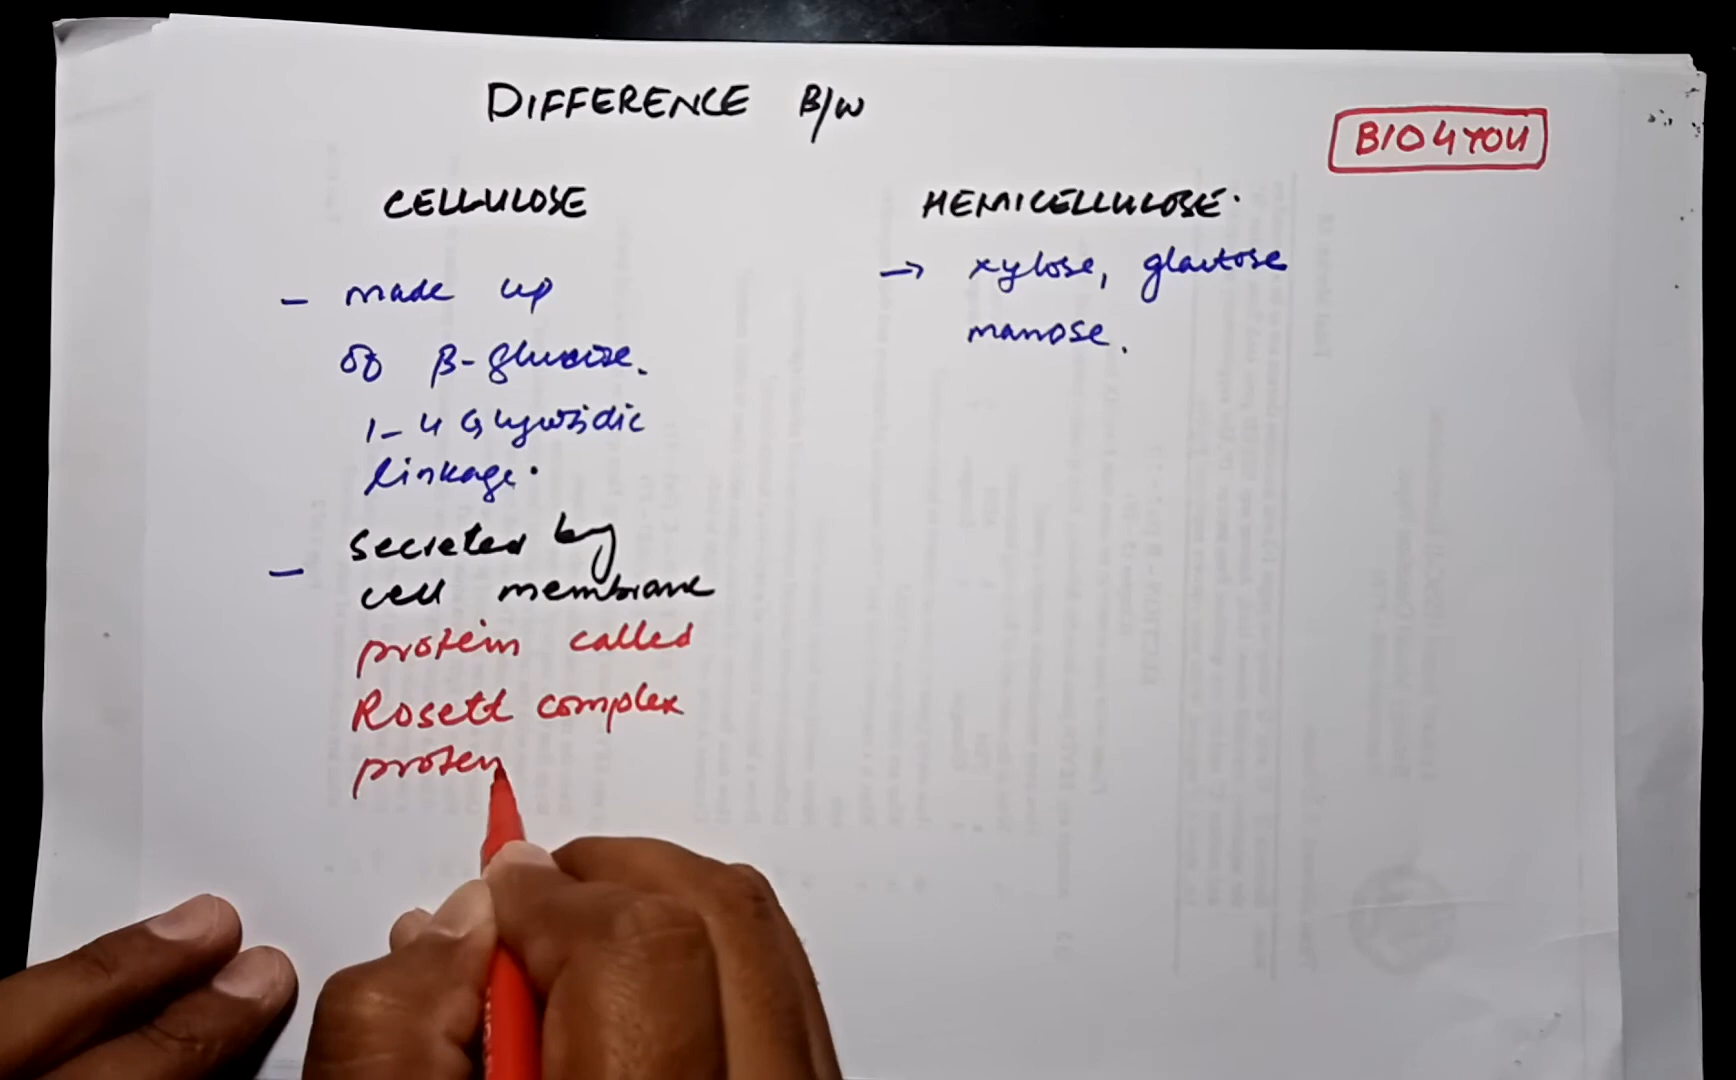 DIFFERENCE B/W
BIO4YOU
CELLULOSE
- made up
of β-glucose.
1-4 Glycosidic
linkage.
- secreted by
cell membrane
protein called
Rosett complex
protein
HEMICELLULOSE.
→ xylose, glactose
manose.